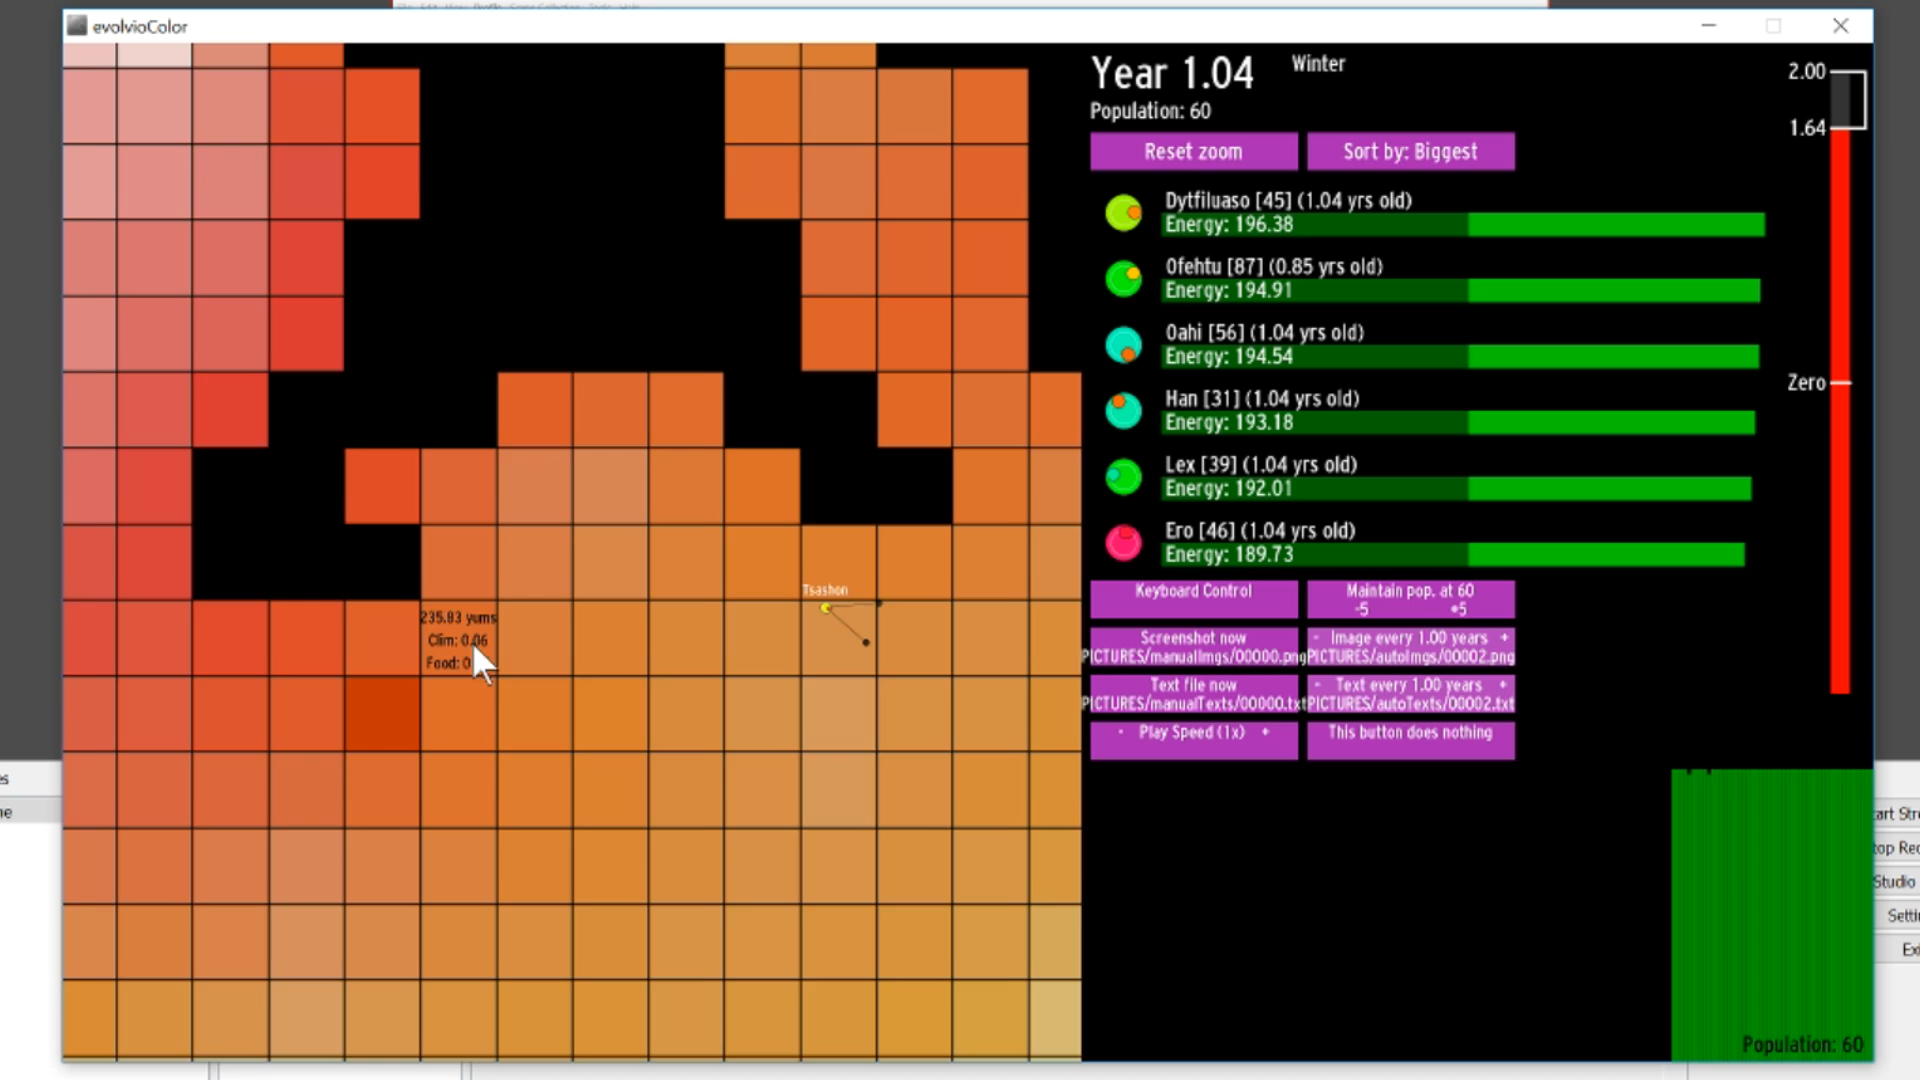 evolvioColor
Year 1.04
Winter
Population: 60
Reset zoom
Sort by: Biggest
Dytfiluaso [45] (1.04 yrs old)
Energy: 196.38
Ofehtu [87] (0.85 yrs old)
Energy: 194.91
Oahi [56] (1.04 yrs old)
Energy: 194.54
Han [31] (1.04 yrs old)
Energy: 193.18
Lex [39] (1.04 yrs old)
Energy: 192.01
Ero [46] (1.04 yrs old)
Energy: 189.73
Keyboard Control
Maintain pop. at 60
-5 +5
Screenshot now
PICTURES/manualImgs/00000.png
- Image every 1.00 years +
PICTURES/autoImgs/00002.png
Text file now
PICTURES/manualTexts/00000.txt
- Text every 1.00 years +
PICTURES/autoTexts/00002.txt
- Play Speed (1x) +
This button does nothing
2.00
1.64
Zero
Tsashon
235.83 yums
Clim: 0.06
Food: 0
Population: 60
Studio